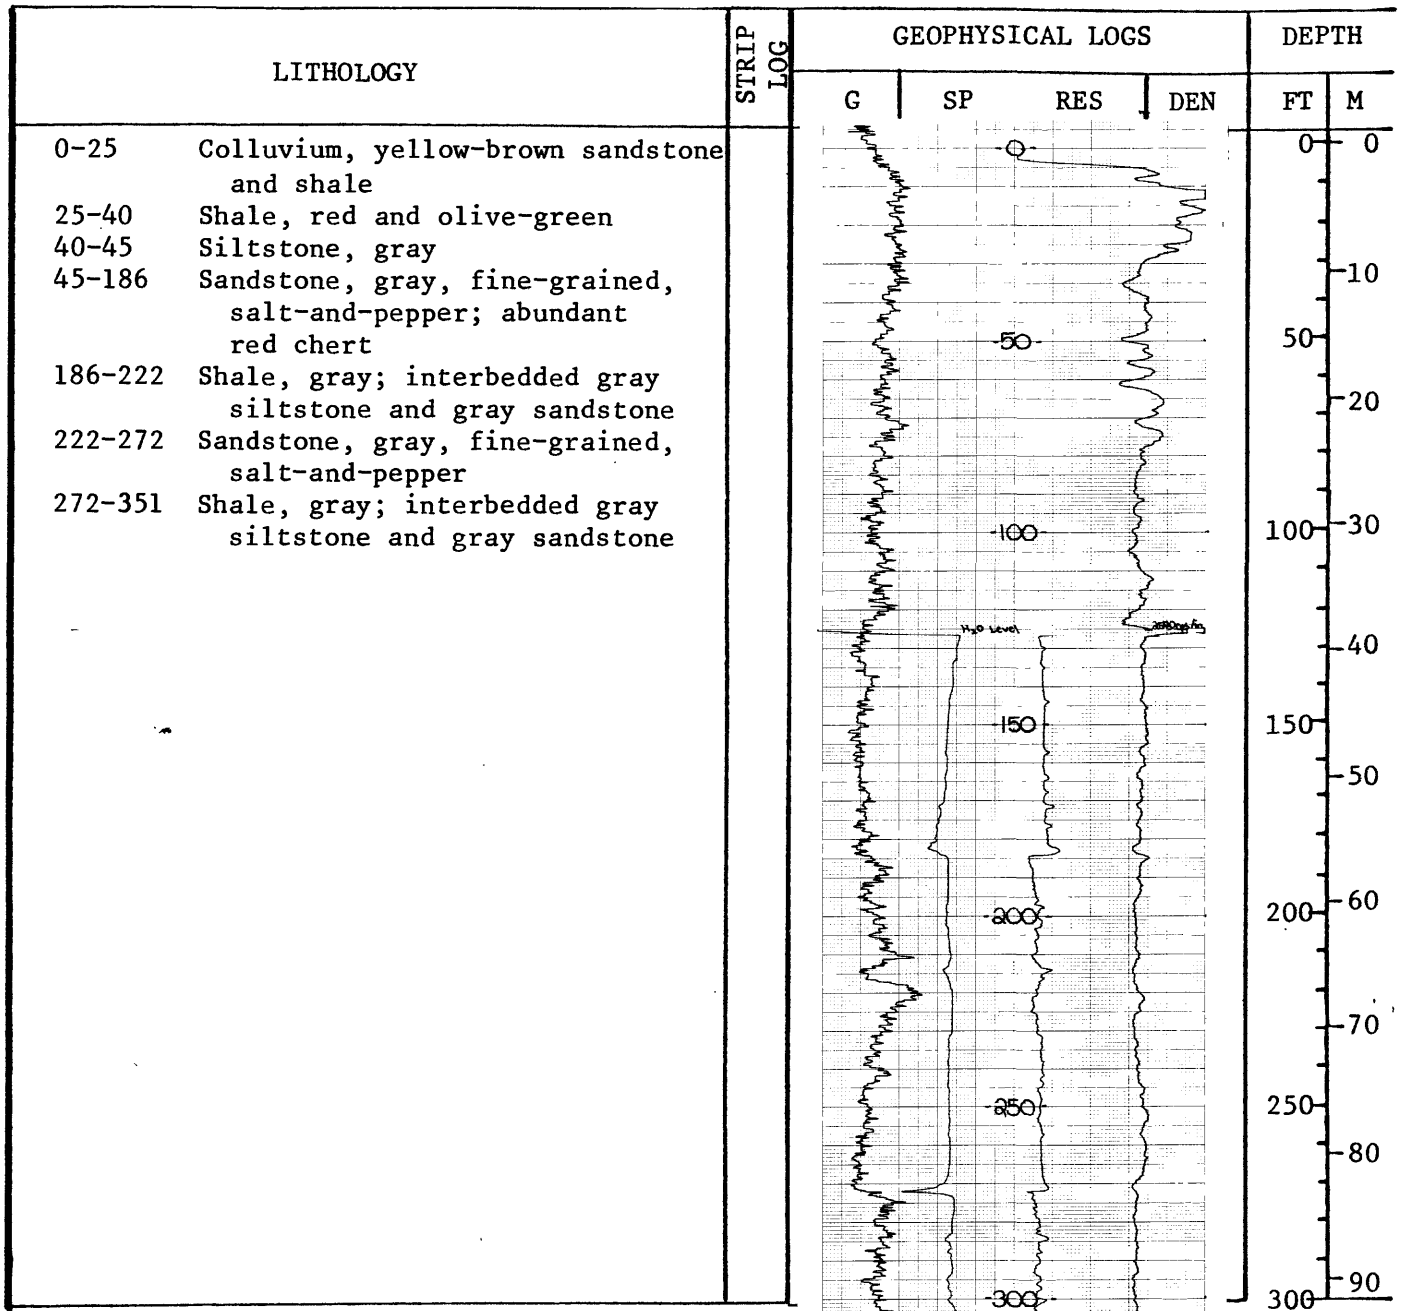 LITHOLOGY
STRIP LOG
GEOPHYSICAL LOGS
DEPTH
G SP RES DEN FT M
0-25 Colluvium, yellow-brown sandstone
and shale
25-40 Shale, red and olive-green
40-45 Siltstone, gray
45-186 Sandstone, gray, fine-grained,
salt-and-pepper; abundant
red chert
186-222 Shale, gray; interbedded gray
siltstone and gray sandstone
222-272 Sandstone, gray, fine-grained,
salt-and-pepper
272-351 Shale, gray; interbedded gray
siltstone and gray sandstone
0
50
100
H₂O Level
150
200
250
300
0
50
100
150
200
250
300
0
10
20
30
40
50
60
70
80
90